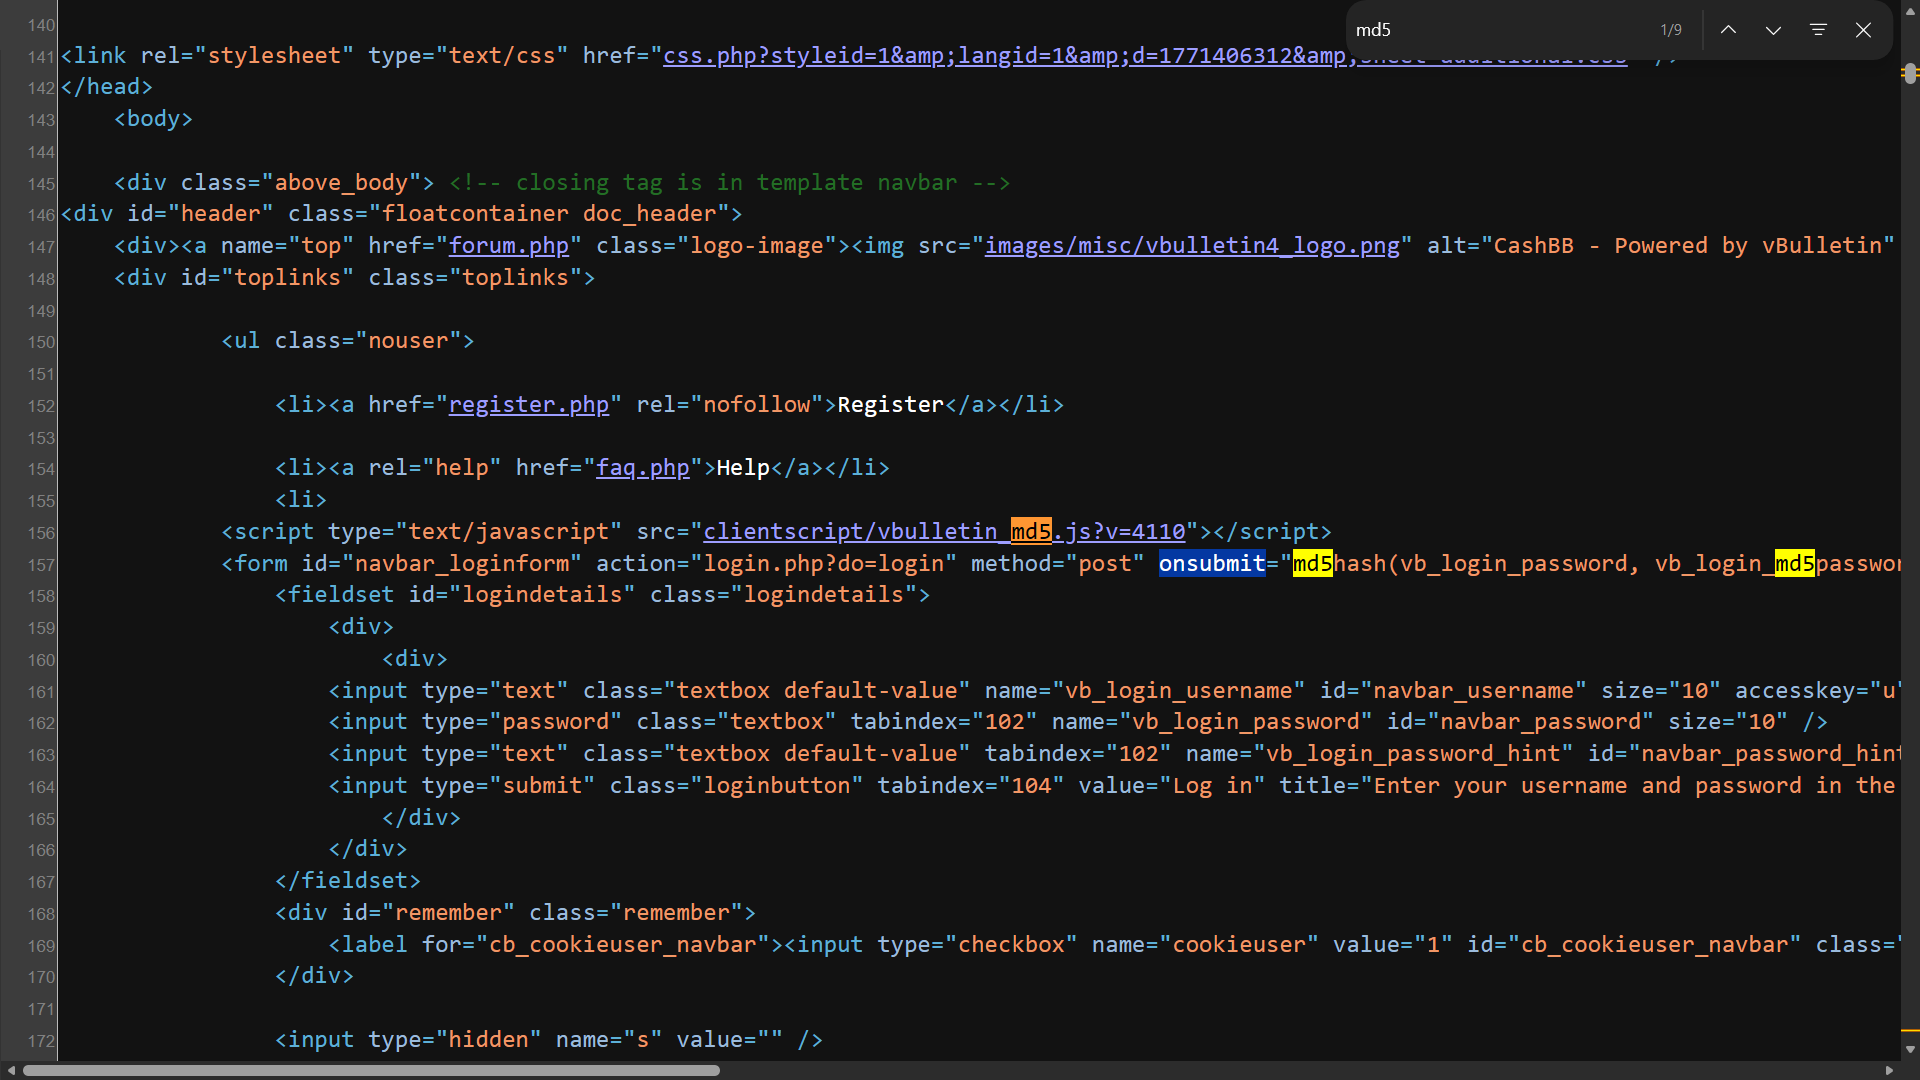 md5
1/9
140
141 <link rel="stylesheet" type="text/css" href="css.php?styleid=1&amp;langid=1&amp;d=1771406312&amp;sheet=additional.css" />
142 </head>
143 <body>
144
145 <div class="above_body"> <!-- closing tag is in template navbar -->
146 <div id="header" class="floatcontainer doc_header">
147 <div><a name="top" href="forum.php" class="logo-image"><img src="images/misc/vbulletin4_logo.png" alt="CashBB - Powered by vBulletin"
148 <div id="toplinks" class="toplinks">
149
150 <ul class="nouser">
151
152 <li><a href="register.php" rel="nofollow">Register</a></li>
153
154 <li><a rel="help" href="faq.php">Help</a></li>
155 <li>
156 <script type="text/javascript" src="clientscript/vbulletin_md5.js?v=4110"></script>
157 <form id="navbar_loginform" action="login.php?do=login" method="post" onsubmit="md5hash(vb_login_password, vb_login_md5passwor
158 <fieldset id="logindetails" class="logindetails">
159 <div>
160 <div>
161 <input type="text" class="textbox default-value" name="vb_login_username" id="navbar_username" size="10" accesskey="u"
162 <input type="password" class="textbox" tabindex="102" name="vb_login_password" id="navbar_password" size="10" />
163 <input type="text" class="textbox default-value" tabindex="102" name="vb_login_password_hint" id="navbar_password_hint
164 <input type="submit" class="loginbutton" tabindex="104" value="Log in" title="Enter your username and password in the
165 </div>
166 </div>
167 </fieldset>
168 <div id="remember" class="remember">
169 <label for="cb_cookieuser_navbar"><input type="checkbox" name="cookieuser" value="1" id="cb_cookieuser_navbar" class="
170 </div>
171
172 <input type="hidden" name="s" value="" />